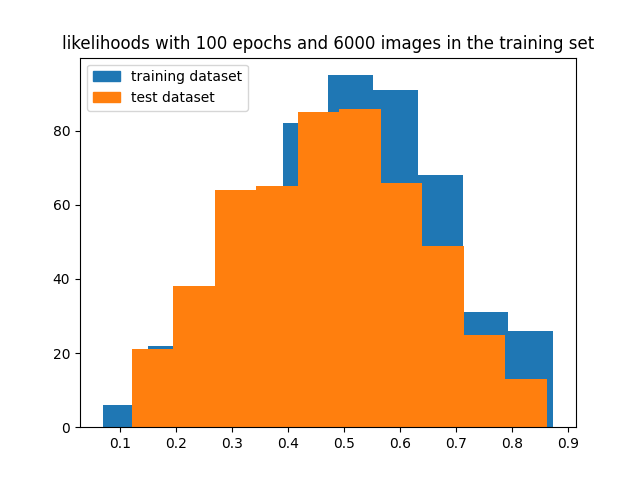 likelihoods with 100 epochs and 6000 images in the training set
training dataset
test dataset
80
60
40
20
0
0.1 0.2 0.3 0.4 0.5 0.6 0.7 0.8 0.9